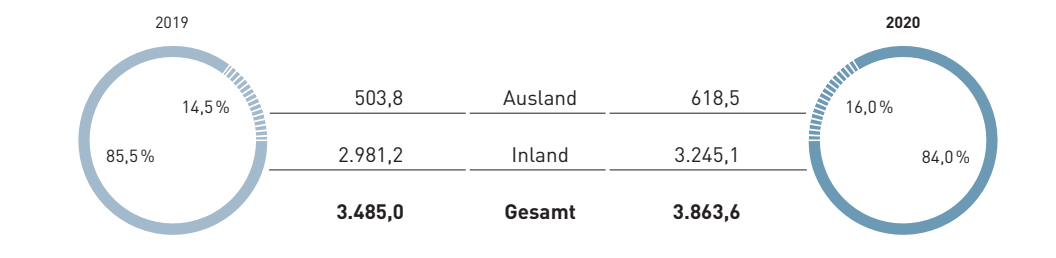 2019 2020
14,5 % 503,8 Ausland 618,5 16,0 %
85,5 % 2.981,2 Inland 3.245,1 84,0 %
3.485,0 Gesamt 3.863,6